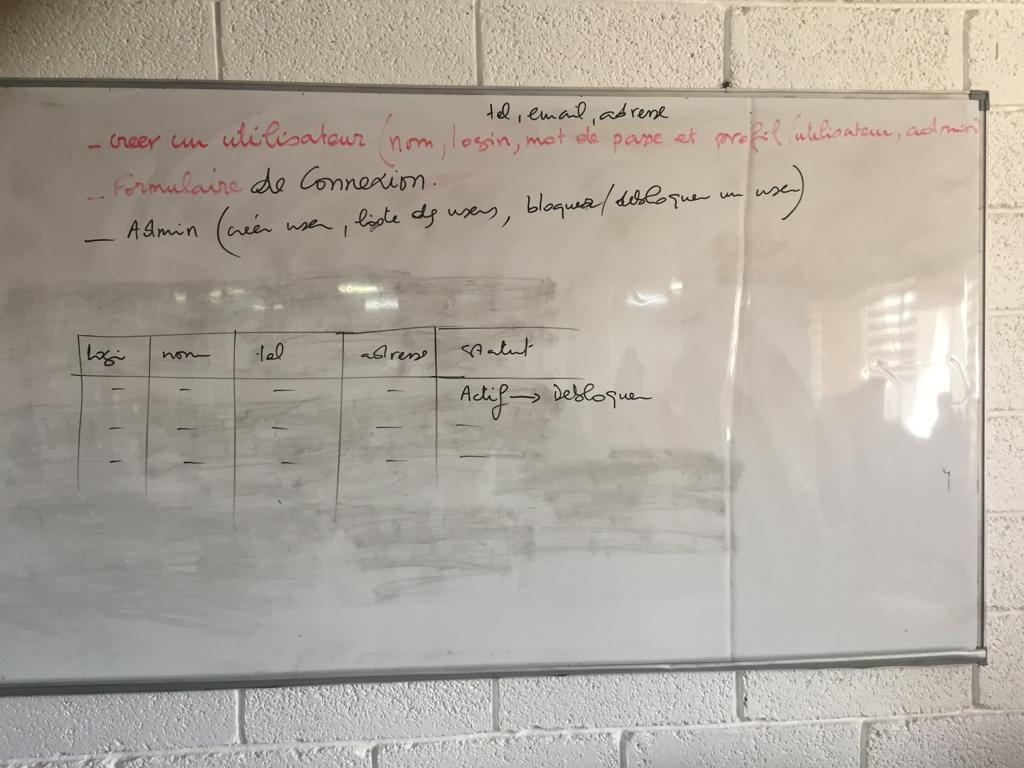 tel, email, adresse
- creer un utilisateur (nom, login, mot de passe et profil (utilisateur, admin
- Formulaire de Connexion.
- Admin (créer user, liste des users, bloquer/debloquer un user)
login nom tel adresse statut
- - - - Actif → Debloquer
- - - - -
- - - - -